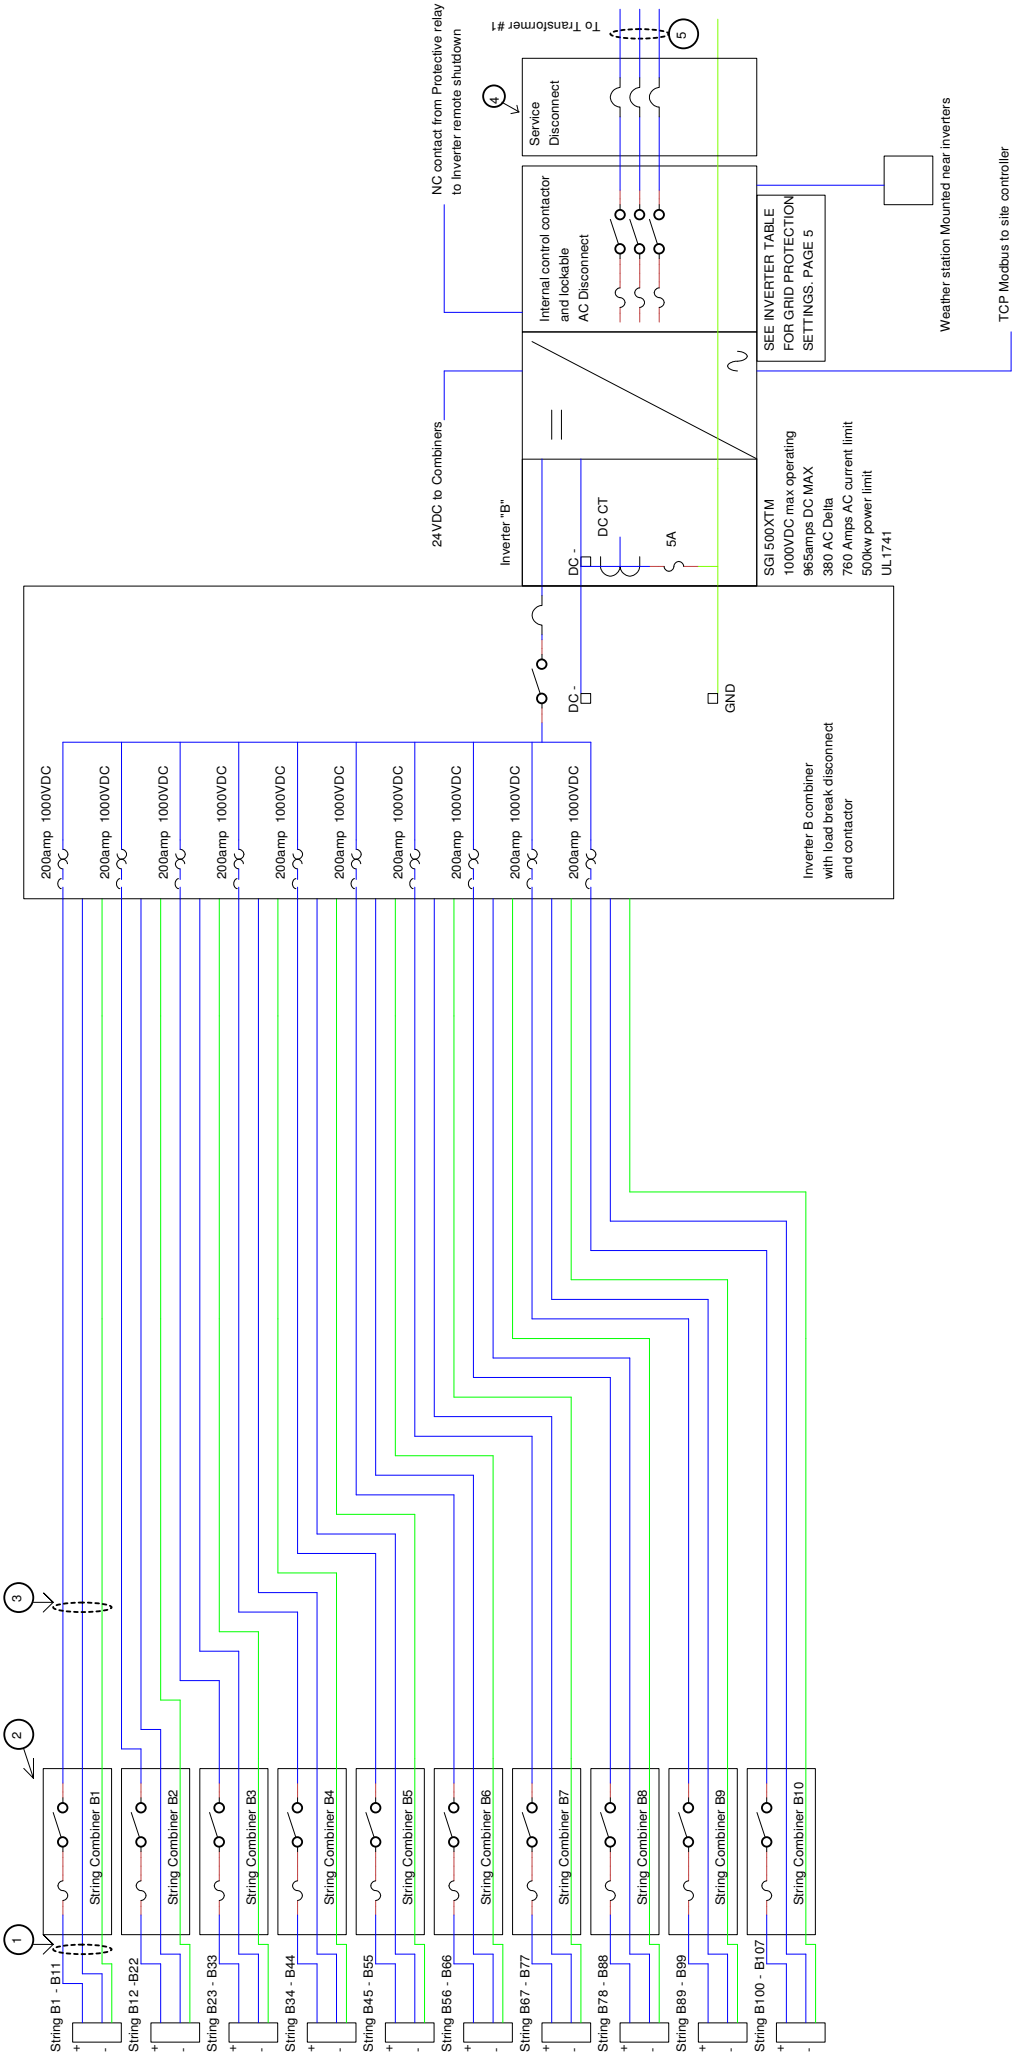 String B1 - B11
+
-
String B12 -B22
+
-
String B23 - B33
+
-
String B34 - B44
+
-
String B45 - B55
+
-
String B56 - B66
+
-
String B67 - B77
+
-
String B78 - B88
+
-
String B89 - B99
+
-
String B100 - B107
+
-
1
2
3
String Combiner B1
String Combiner B2
String Combiner B3
String Combiner B4
String Combiner B5
String Combiner B6
String Combiner B7
String Combiner B8
String Combiner B9
String Combiner B10
200amp 1000VDC
200amp 1000VDC
200amp 1000VDC
200amp 1000VDC
200amp 1000VDC
200amp 1000VDC
200amp 1000VDC
200amp 1000VDC
200amp 1000VDC
200amp 1000VDC
Inverter B combiner
with load break disconnect
and contactor
DC -
GND
24VDC to Combiners
Inverter "B"
DC -
DC CT
5A
SGI 500XTM
1000VDC max operating
965amps DC MAX
380 AC Delta
760 Amps AC current limit
500kw power limit
UL1741
NC contact from Protective relay
to Inverter remote shutdown
Internal control contactor
and lockable
AC Disconnect
SEE INVERTER TABLE
FOR GRID PROTECTION
SETTINGS. PAGE 5
4
Service
Disconnect
To Transformer #1
5
Weather station Mounted near inverters
TCP Modbus to site controller